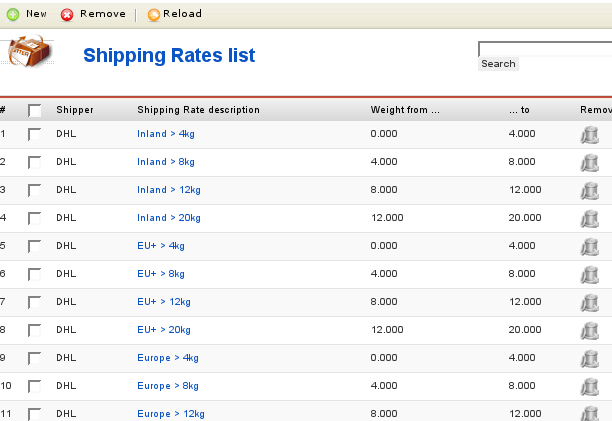 New Remove Reload
Shipping Rates list
Search
# Shipper Shipping Rate description Weight from ... ... to Remov
1 DHL Inland > 4kg 0.000 4.000
2 DHL Inland > 8kg 4.000 8.000
3 DHL Inland > 12kg 8.000 12.000
4 DHL Inland > 20kg 12.000 20.000
5 DHL EU+ > 4kg 0.000 4.000
6 DHL EU+ > 8kg 4.000 8.000
7 DHL EU+ > 12kg 8.000 12.000
8 DHL EU+ > 20kg 12.000 20.000
9 DHL Europe > 4kg 0.000 4.000
10 DHL Europe > 8kg 4.000 8.000
11 DHL Europe > 12kg 8.000 12.000